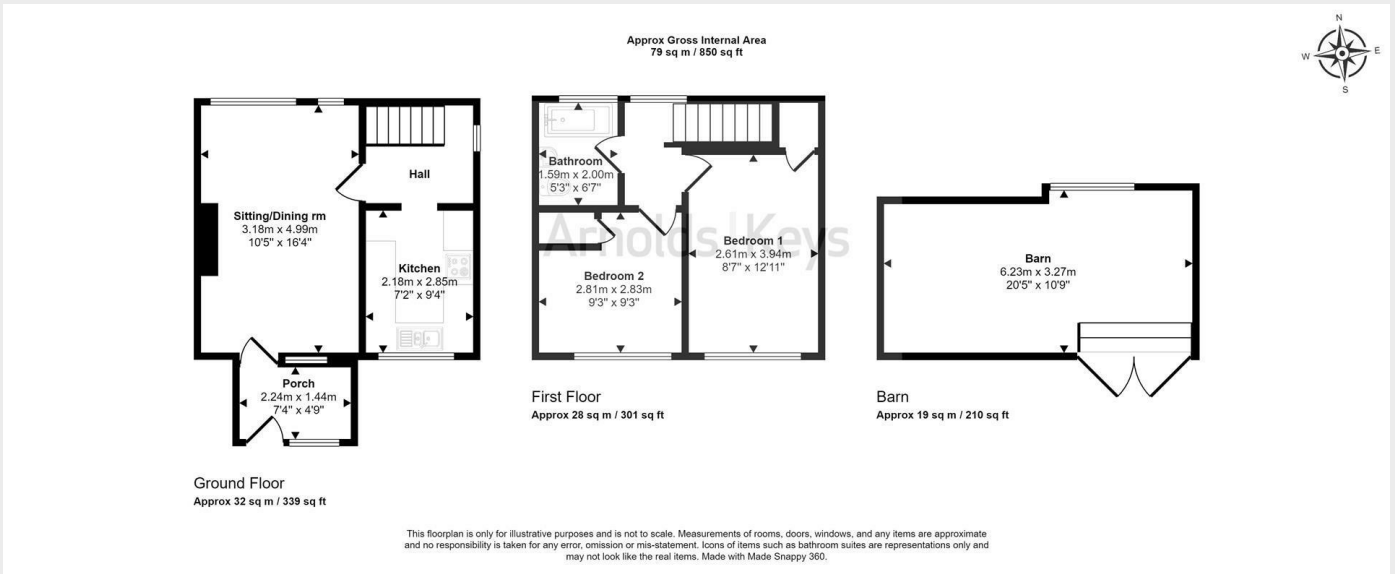 Approx Gross Internal Area
79 sq m / 850 sq ft
N
W
E
S
Sitting/Dining rm
3.18m x 4.99m
10'5" x 16'4"
Hall
Kitchen
2.18m x 2.85m
7'2" x 9'4"
Porch
2.24m x 1.44m
7'4" x 4'9"
Ground Floor
Approx 32 sq m / 339 sq ft
Bathroom
1.59m x 2.00m
5'3" x 6'7"
Arnolds | Keys
Bedroom 1
2.61m x 3.94m
8'7" x 12'11"
Bedroom 2
2.81m x 2.83m
9'3" x 9'3"
First Floor
Approx 28 sq m / 301 sq ft
Barn
6.23m x 3.27m
20'5" x 10'9"
Barn
Approx 19 sq m / 210 sq ft
This floorplan is only for illustrative purposes and is not to scale. Measurements of rooms, doors, windows, and any items are approximate
and no responsibility is taken for any error, omission or mis-statement. Icons of items such as bathroom suites are representations only and
may not look like the real items. Made with Made Snappy 360.